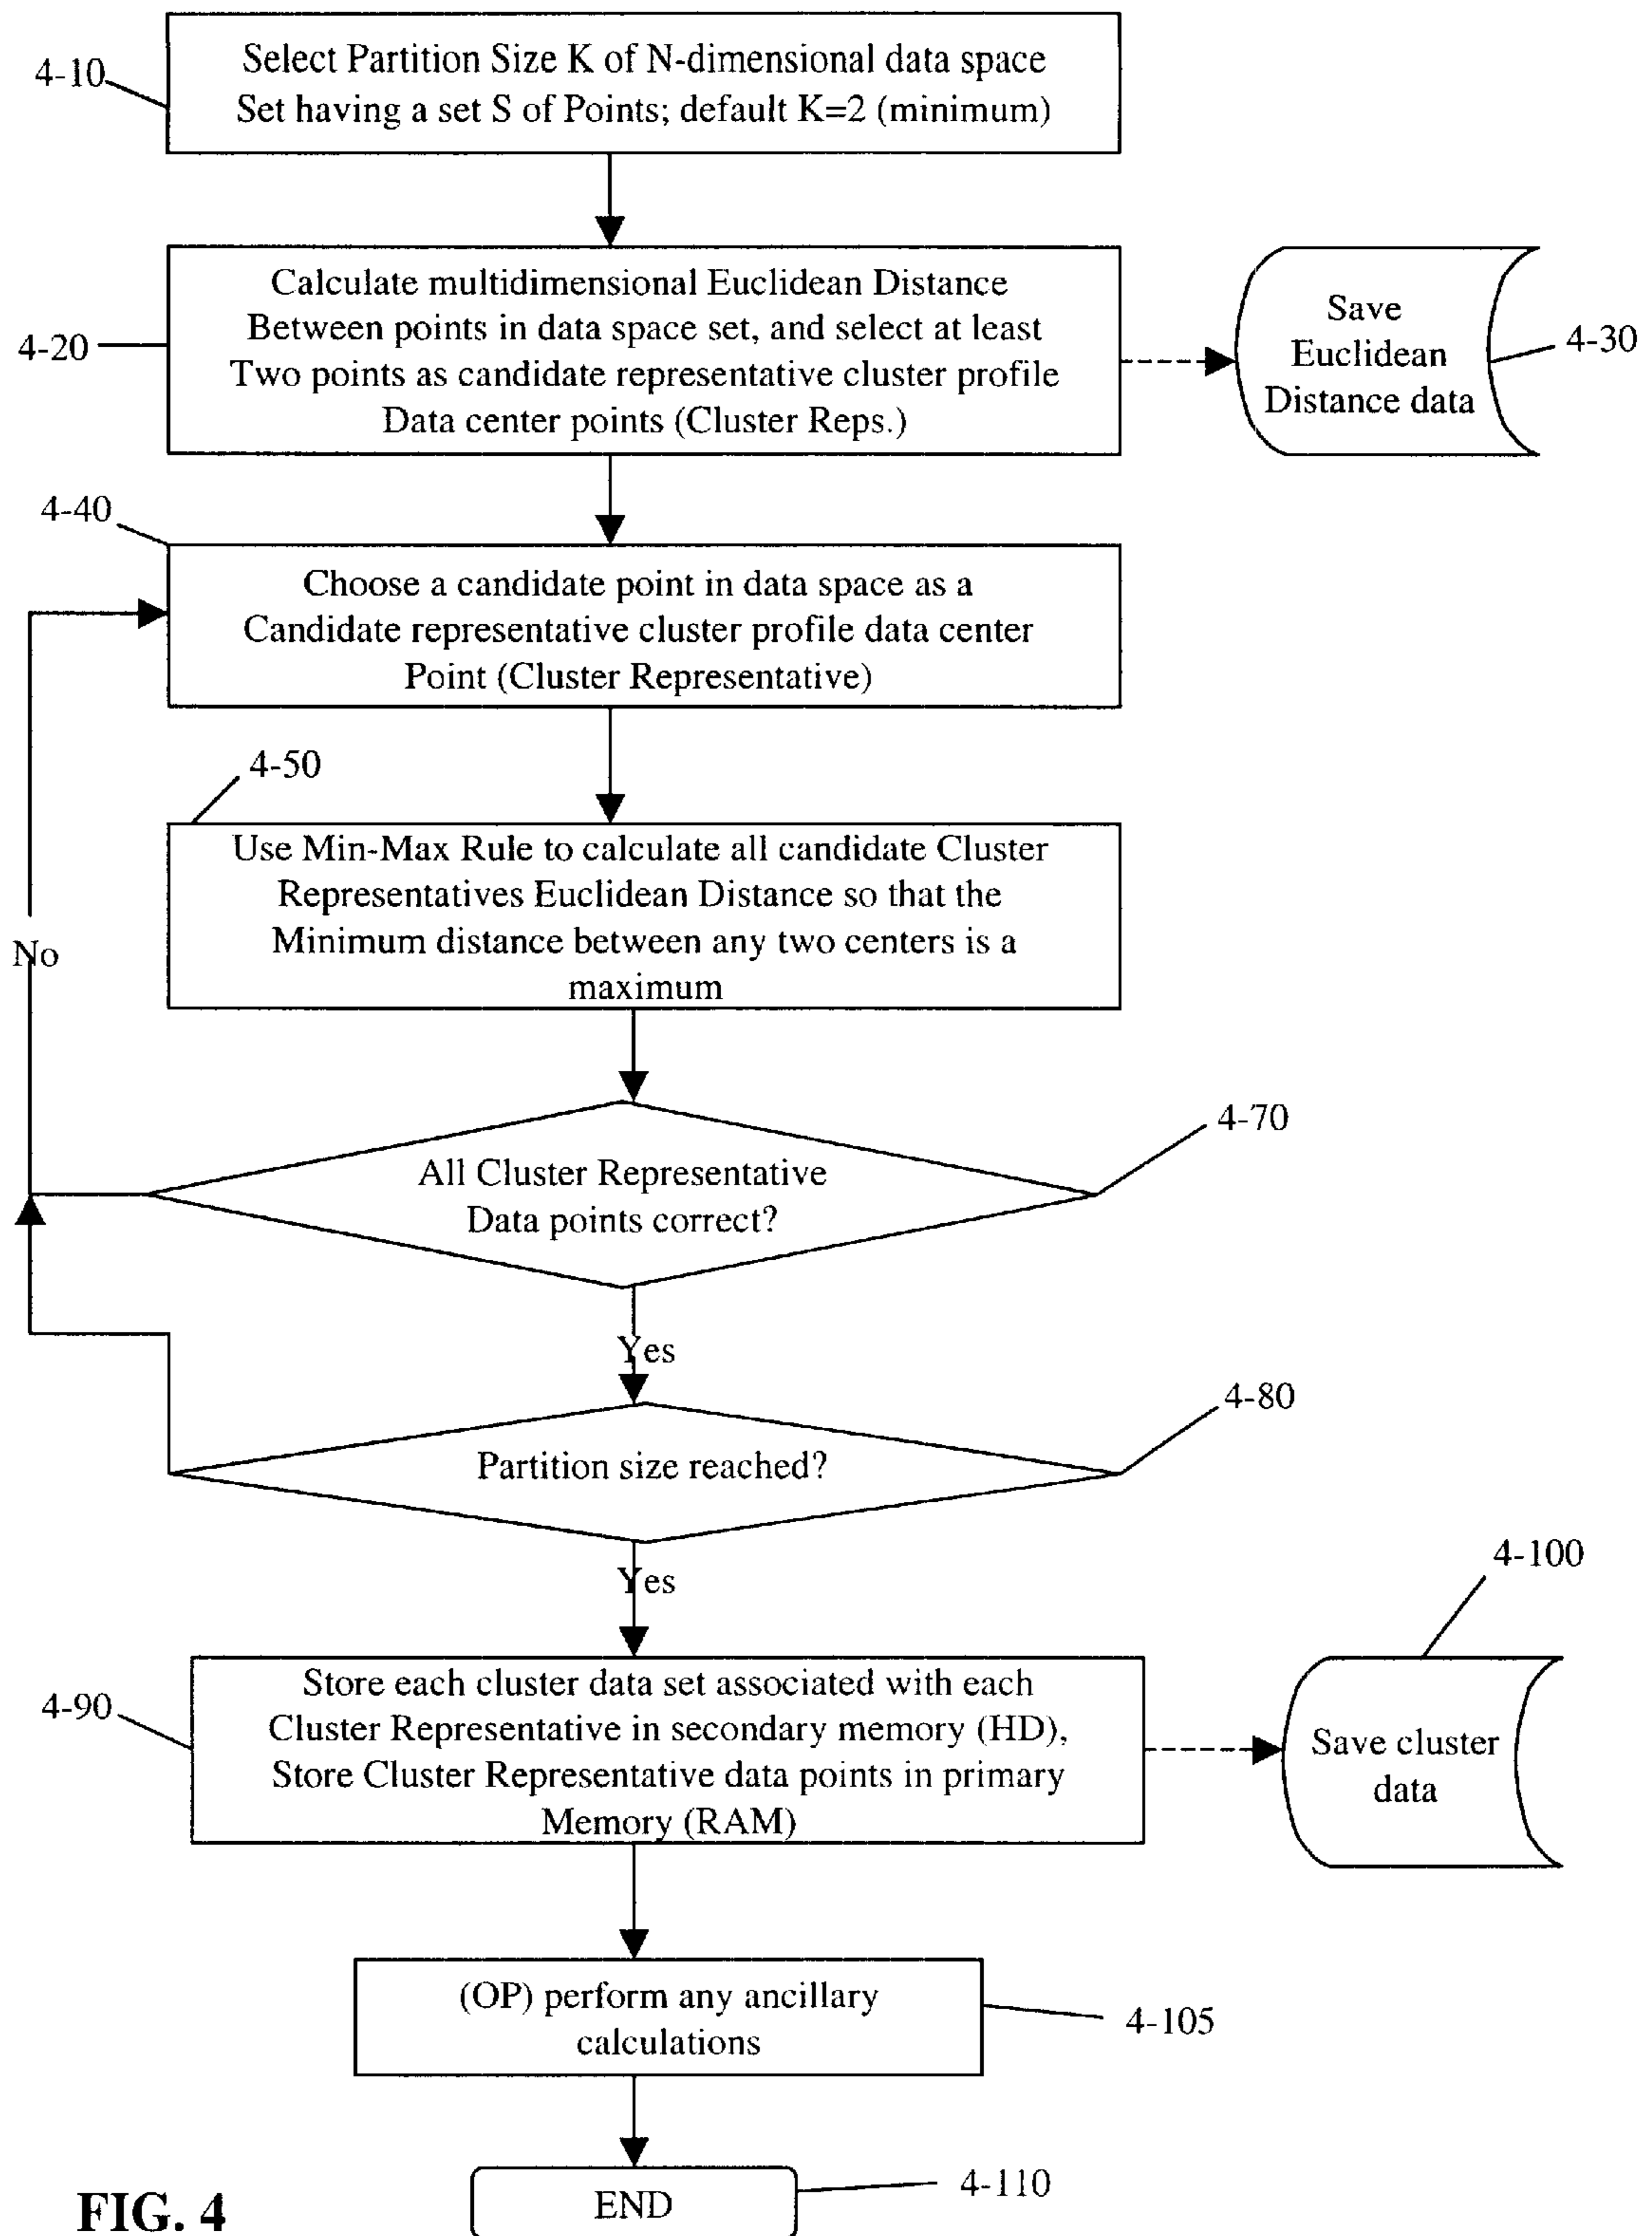 4-10
Select Partition Size K of N-dimensional data space
Set having a set S of Points; default K=2 (minimum)
4-20
Calculate multidimensional Euclidean Distance
Between points in data space set, and select at least
Two points as candidate representative cluster profile
Data center points (Cluster Reps.)
Save
Euclidean
Distance data
4-30
4-40
Choose a candidate point in data space as a
Candidate representative cluster profile data center
Point (Cluster Representative)
4-50
Use Min-Max Rule to calculate all candidate Cluster
Representatives Euclidean Distance so that the
Minimum distance between any two centers is a
maximum
No
4-70
All Cluster Representative
Data points correct?
Yes
4-80
Partition size reached?
Yes
4-100
4-90
Store each cluster data set associated with each
Cluster Representative in secondary memory (HD),
Store Cluster Representative data points in primary
Memory (RAM)
Save cluster
data
(OP) perform any ancillary
calculations
4-105
END
4-110
FIG. 4